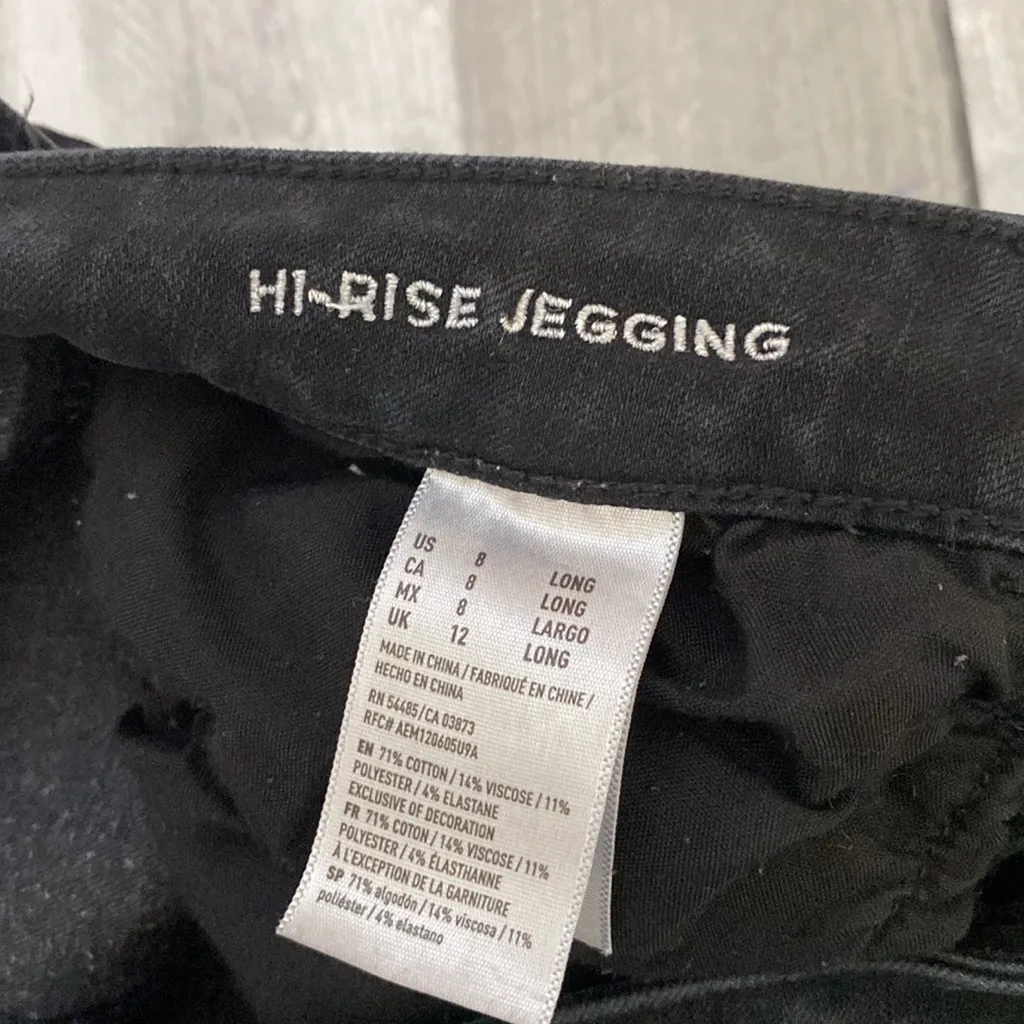 HI-RISE JEGGING
US 8 LONG
CA 8 LONG
MX 8 LARGO
UK 12 LONG
MADE IN CHINA / FABRIQUÉ EN CHINE /
HECHO EN CHINA
RN 54485/CA 03873
RFC# AEM120605U9A
EN 71% COTTON / 14% VISCOSE / 11%
POLYESTER / 4% ELASTANE
EXCLUSIVE OF DECORATION
FR 71% COTON / 14% VISCOSE / 11%
POLYESTER / 4% ÉLASTHANNE
À L'EXCEPTION DE LA GARNITURE
SP 71% algodón / 14% viscosa / 11%
poliéster / 4% elastano